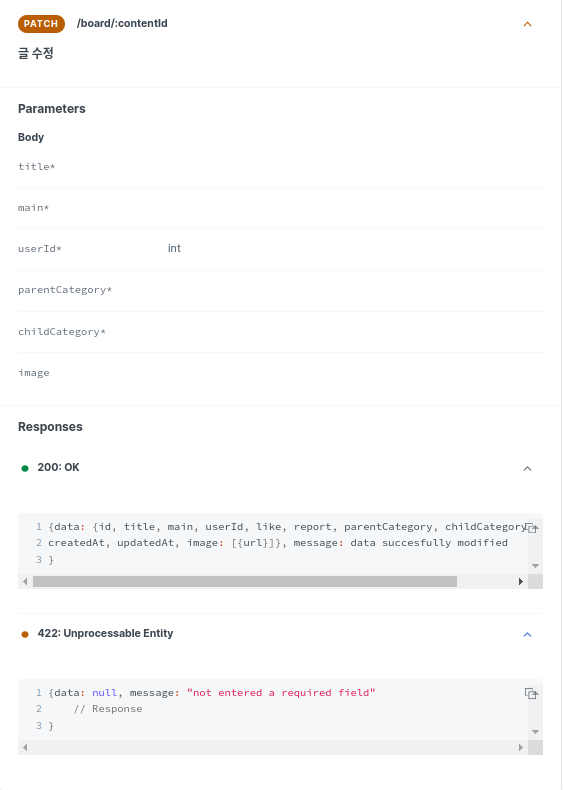 PATCH /board/:contentId
글 수정
Parameters
Body
title*
main*
userId* int
parentCategory*
childCategory*
image
Responses
200: OK
1 {data: {id, title, main, userId, like, report, parentCategory, childCategory
2 createdAt, updatedAt, image: [{url}]}, message: data succesfully modified
3 }
422: Unprocessable Entity
1 {data: null, message: "not entered a required field"
2 // Response
3 }